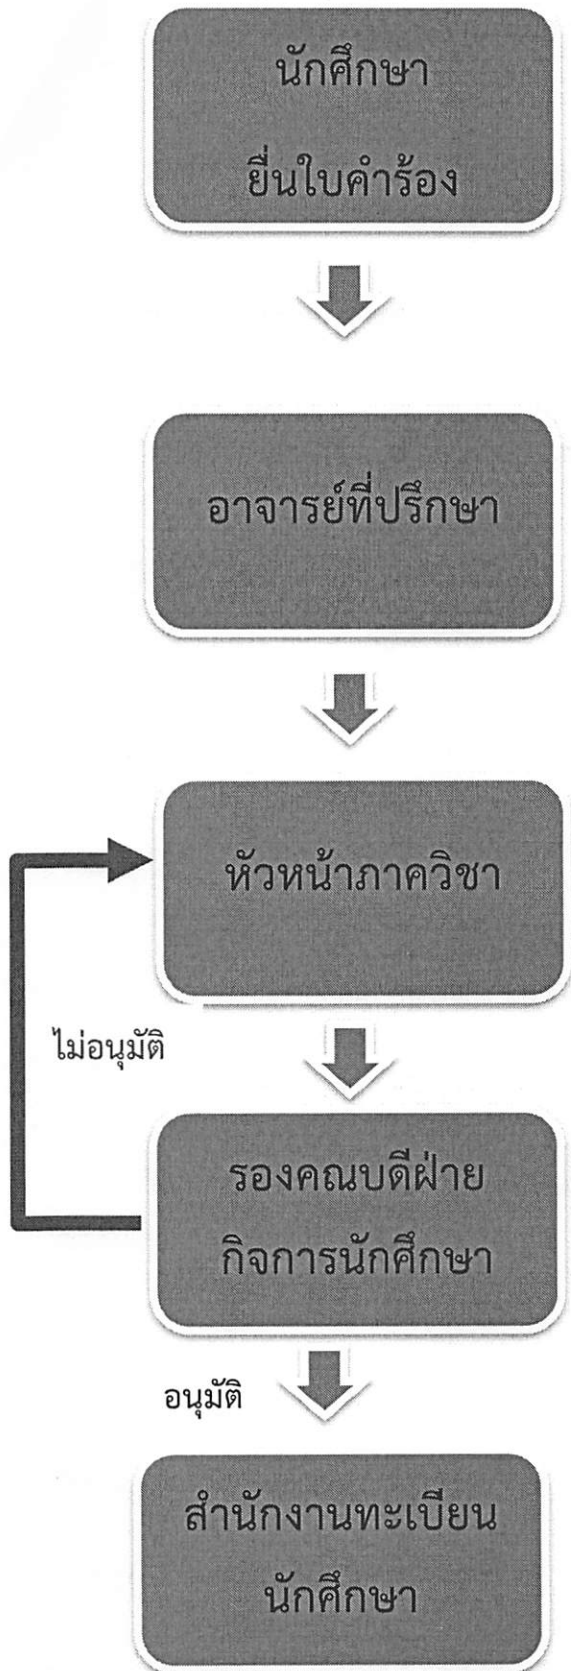 นักศึกษา
ยื่นใบคำร้อง
อาจารย์ที่ปรึกษา
หัวหน้าภาควิชา
ไม่อนุมัติ
รองคณบดีฝ่าย
กิจการนักศึกษา
อนุมัติ
สำนักงานทะเบียน
นักศึกษา